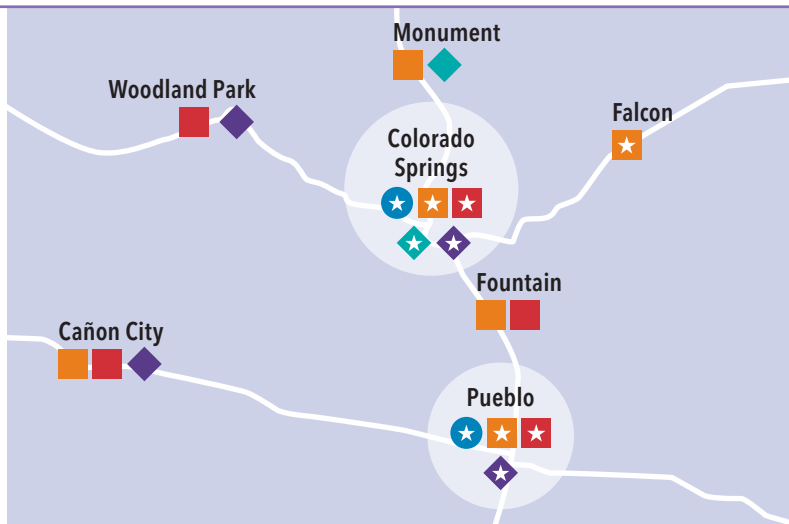 Monument
Woodland Park
Falcon
Colorado
Springs
Fountain
Cañon City
Pueblo